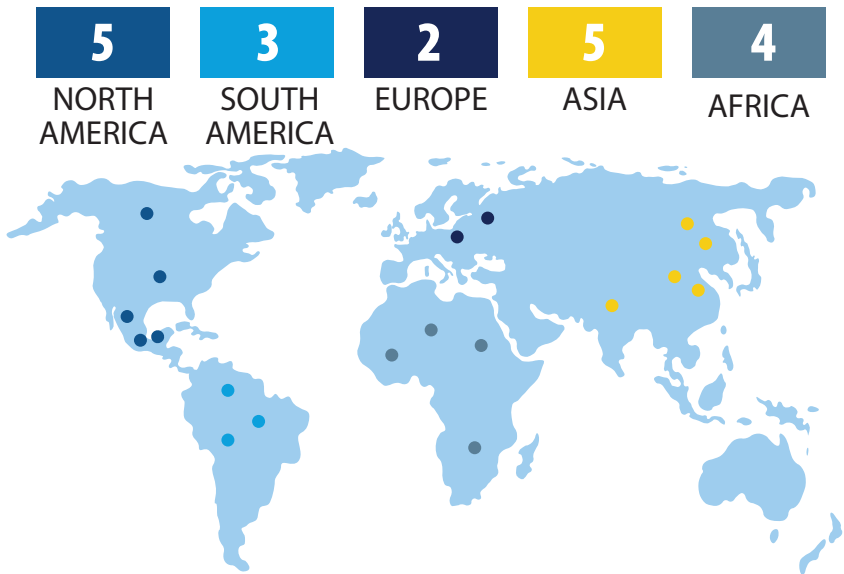 5
NORTH
AMERICA
3
SOUTH
AMERICA
2
EUROPE
5
ASIA
4
AFRICA